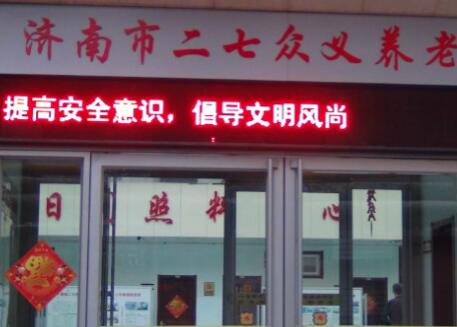 济南市二七众义养老
提高安全意识，倡导文明风尚
日 照料 心